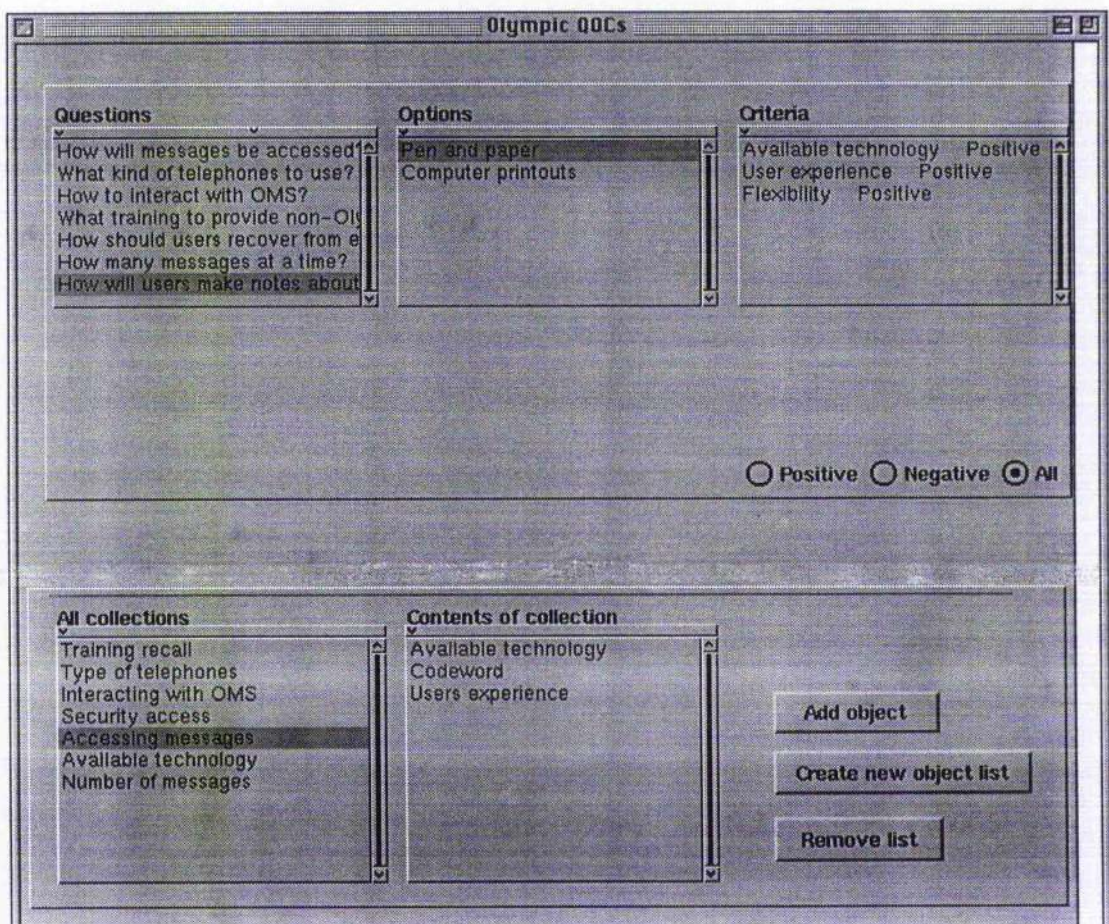 Olympic QOCs
Questions
How will messages be accessed?
What kind of telephones to use?
How to interact with OMS?
What training to provide non-Oly
How should users recover from e
How many messages at a time?
How will users make notes about
Options
Pen and paper
Computer printouts
Criteria
Available technology Positive
User experience Positive
Flexibility Positive
Positive Negative All
All collections
Training recall
Type of telephones
Interacting with OMS
Security access
Accessing messages
Available technology
Number of messages
Contents of collection
Available technology
Codeword
Users experience
Add object
Create new object list
Remove list